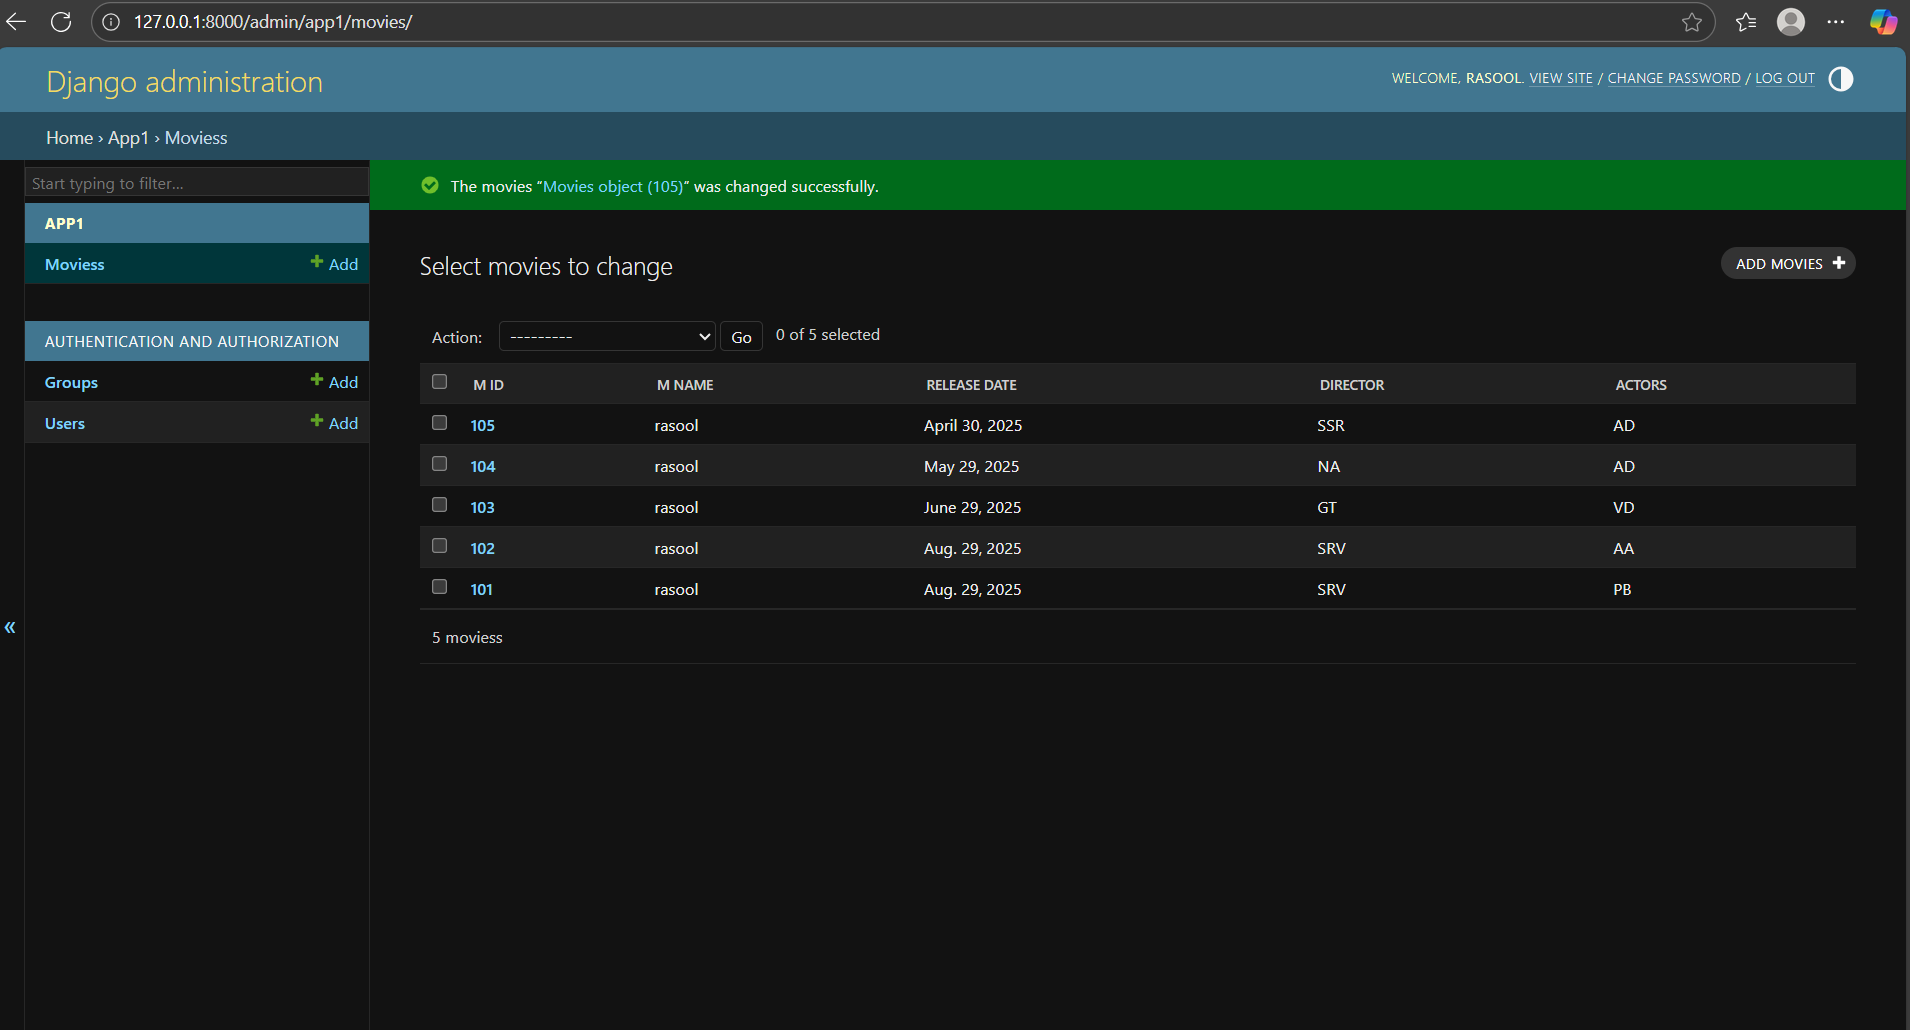 127.0.0.1:8000/admin/app1/movies/
Django administration
WELCOME, RASOOL. VIEW SITE / CHANGE PASSWORD / LOG OUT
Home › App1 › Moviess
Start typing to filter...
APP1
Moviess + Add
AUTHENTICATION AND AUTHORIZATION
Groups + Add
Users + Add
«
The movies “Movies object (105)” was changed successfully.
Select movies to change
ADD MOVIES +
Action: --------- Go 0 of 5 selected
M ID M NAME RELEASE DATE DIRECTOR ACTORS
105 rasool April 30, 2025 SSR AD
104 rasool May 29, 2025 NA AD
103 rasool June 29, 2025 GT VD
102 rasool Aug. 29, 2025 SRV AA
101 rasool Aug. 29, 2025 SRV PB
5 moviess